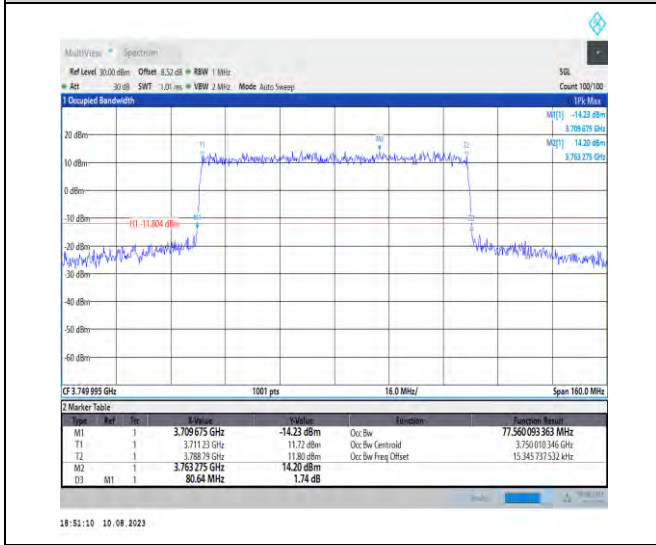 MultiView Spectrum
Ref Level 30.00 dBm Offset 8.52 dB RBW 1 MHz SGL
Att 30 dB SWT 1.01 ms VBW 2 MHz Mode Auto Sweep Count 100/100
1 Occupied Bandwidth 1Pk Max
M1[1] -14.23 dBm
3.709 675 GHz
M2[1] 14.20 dBm
3.763 275 GHz
20 dBm
T1 M2 T2
10 dBm
0 dBm
-10 dBm
H1 -11.804 dBm
-20 dBm
-30 dBm
-40 dBm
-50 dBm
-60 dBm
CF 3.749 995 GHz 1001 pts 16.0 MHz/ Span 160.0 MHz
2 Marker Table
Type Ref Trc X-Value Y-Value Function Function Result
M1 1 3.709 675 GHz -14.23 dBm Occ Bw 77.560 093 363 MHz
T1 1 3.711 23 GHz 11.72 dBm Occ Bw Centroid 3.750 010 346 GHz
T2 1 3.788 79 GHz 11.80 dBm Occ Bw Freq Offset 15.345 737 532 kHz
M2 1 3.763 275 GHz 14.20 dBm
D3 M1 1 80.64 MHz 1.74 dB
18:51:10 10.08.2023